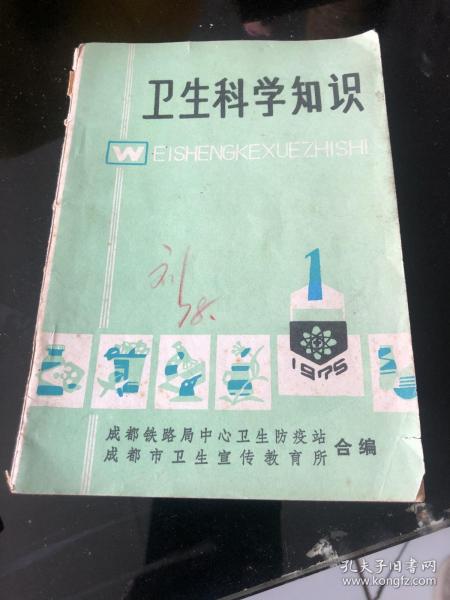 卫生科学知识
WEISHENGKEXUEZHISHI
刘
1
1975
成都铁路局中心卫生防疫站
成都市卫生宣传教育所
合编
孔夫子旧书网
www.kongfz.com